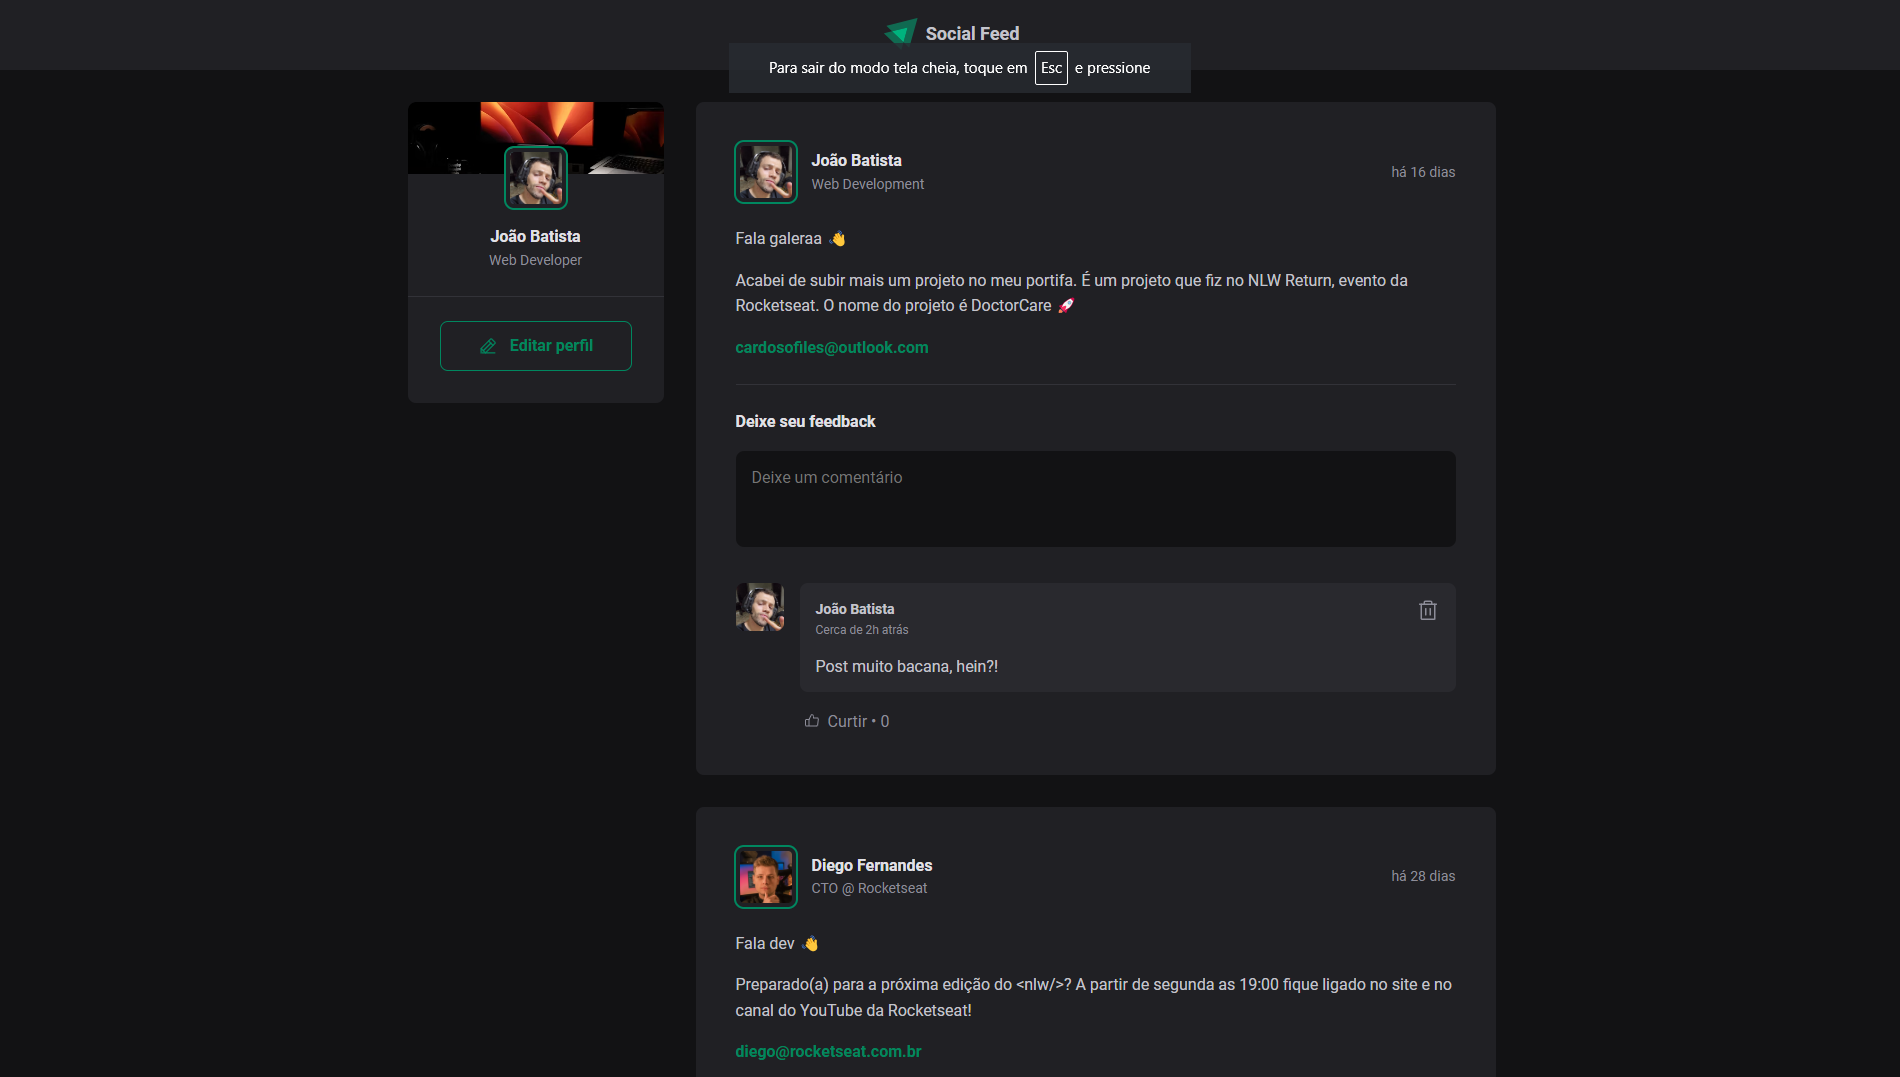 Social Feed
Para sair do modo tela cheia, toque em Esc e pressione
João Batista
Web Developer
Editar perfil
João Batista
Web Development
há 16 dias
Fala galeraa 👋
Acabei de subir mais um projeto no meu portifa. É um projeto que fiz no NLW Return, evento da
Rocketseat. O nome do projeto é DoctorCare 🚀
cardosofiles@outlook.com
Deixe seu feedback
Deixe um comentário
João Batista
Cerca de 2h atrás
Post muito bacana, hein?!
Curtir • 0
Diego Fernandes
CTO @ Rocketseat
há 28 dias
Fala dev 👋
Preparado(a) para a próxima edição do <nlw/>? A partir de segunda as 19:00 fique ligado no site e no
canal do YouTube da Rocketseat!
diego@rocketseat.com.br